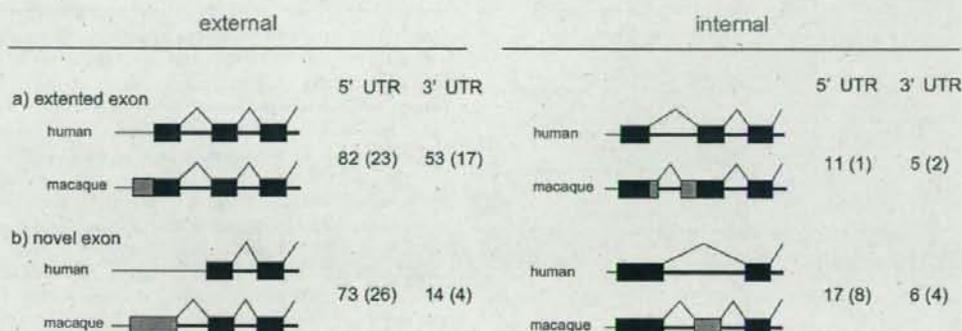 external internal
5' UTR 3' UTR 5' UTR 3' UTR
a) extented exon
human human
82 (23) 53 (17) 11 (1) 5 (2)
macaque macaque
b) novel exon
human human
73 (26) 14 (4) 17 (8) 6 (4)
macaque macaque